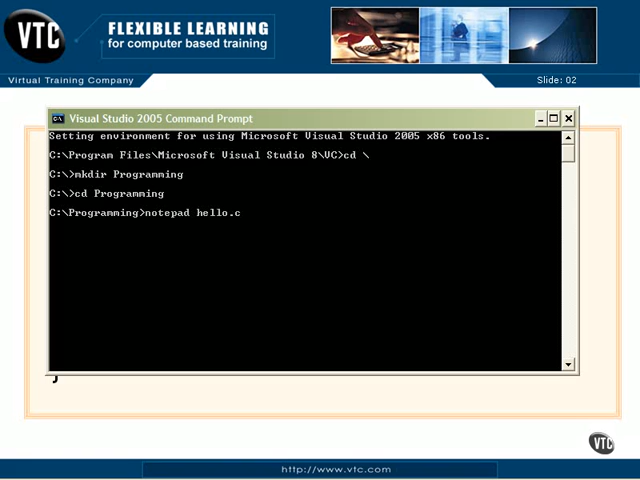 VTC
FLEXIBLE LEARNING
for computer based training
Virtual Training Company
Slide: 02
Visual Studio 2005 Command Prompt
Setting environment for using Microsoft Visual Studio 2005 x86 tools.
C:\Program Files\Microsoft Visual Studio 8\VC>cd \
C:\>mkdir Programming
C:\>cd Programming
C:\Programming>notepad hello.c
}
VTC
http://www.vtc.com